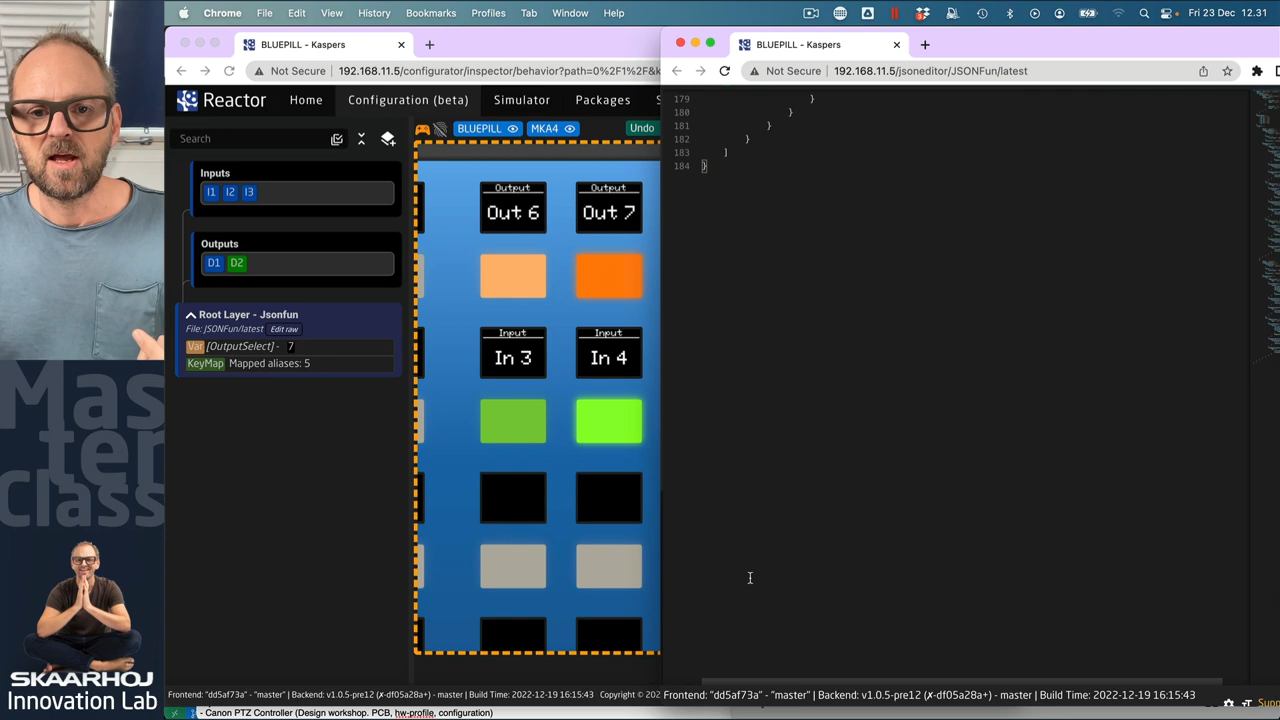 Chrome File Edit View History Bookmarks Profiles Tab Window Help
Fri 23 Dec 12.31
BLUEPILL - Kaspers
BLUEPILL - Kaspers
Not Secure 192.168.11.5/configurator/inspector/behavior?path=0%2F1%2F&k
Not Secure 192.168.11.5/jsoneditor/JSONFun/latest
Reactor Home Configuration (beta) Simulator Packages S
Search
BLUEPILL MKA4 Undo
Inputs
I1 I2 I3
Outputs
D1 D2
Root Layer - Jsonfun
File: JSONFun/latest Edit raw
Var [OutputSelect] - 7
KeyMap Mapped aliases: 5
Output Output
Out 6 Out 7
Input Input
In 3 In 4
179 }
180 }
181 }
182 }
183 ]
184 }
Master
Class
SKAARHOJ
Innovation Lab
Frontend: "dd5af73a" - "master" | Backend: v1.0.5-pre12 (✗-df05a28a+) - master | Build Time: 2022-12-19 16:15:43 Copyright © 202
Frontend: "dd5af73a" - "master" | Backend: v1.0.5-pre12 (✗-df05a28a+) - master | Build Time: 2022-12-19 16:15:43
- Canon PTZ Controller (Design workshop. PCB, hw-profile, configuration)